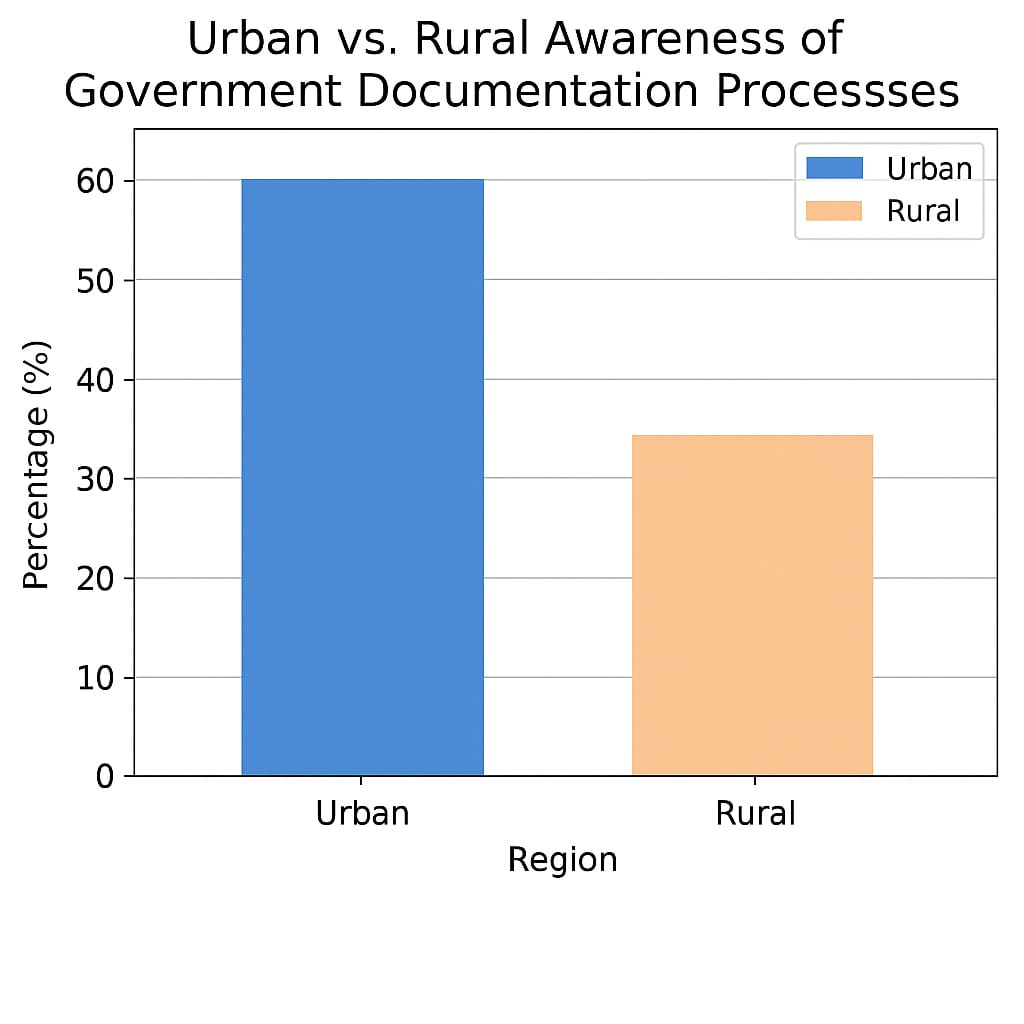 Urban vs. Rural Awareness of
Government Documentation Processses
Urban
Rural
60
50
40
30
20
10
0
Percentage (%)
Urban
Rural
Region